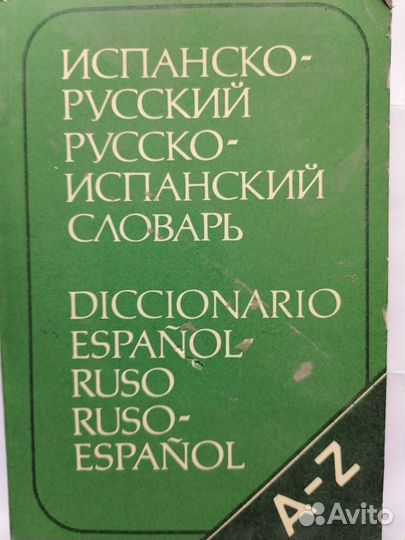 ИСПАНСКО-
РУССКИЙ
РУССКО-
ИСПАНСКИЙ
СЛОВАРЬ
DICCIONARIO
ESPAÑOL-
RUSO
RUSO-
ESPAÑOL
A-Z
Avito